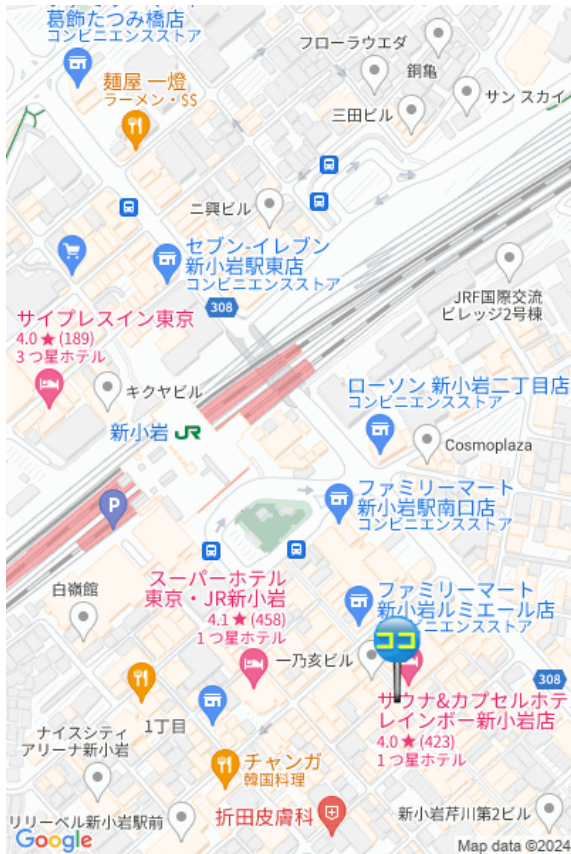 葛飾たつみ橋店
コンビニエンスストア
フローラウエダ
銅亀
麺屋 一燈
ラーメン・SS
サン スカイ
三田ビル
二興ビル
セブン-イレブン
新小岩駅東店
コンビニエンスストア
JRF国際交流
ビレッジ2号棟
308
サイプレスイン東京
4.0 ★ (189)
3 つ星ホテル
キクヤビル
ローソン 新小岩二丁目店
コンビニエンスストア
新小岩 JR
Cosmoplaza
ファミリーマート
新小岩駅南口店
コンビニエンスストア
P
スーパーホテル
東京・JR新小岩
4.1 ★ (458)
1 つ星ホテル
白嶺館
ファミリーマート
新小岩ルミエール店
ビニエンスストア
ココ
一乃亥ビル
308
サウナ&カプセルホテ
レインボー新小岩店
4.0 ★ (423)
1 つ星ホテル
1丁目
ナイスシティ
アリーナ新小岩
チャンガ
韓国料理
折田皮膚科
新小岩芹川第2ビル
リリーベル新小岩駅前
Google
Map data ©2024